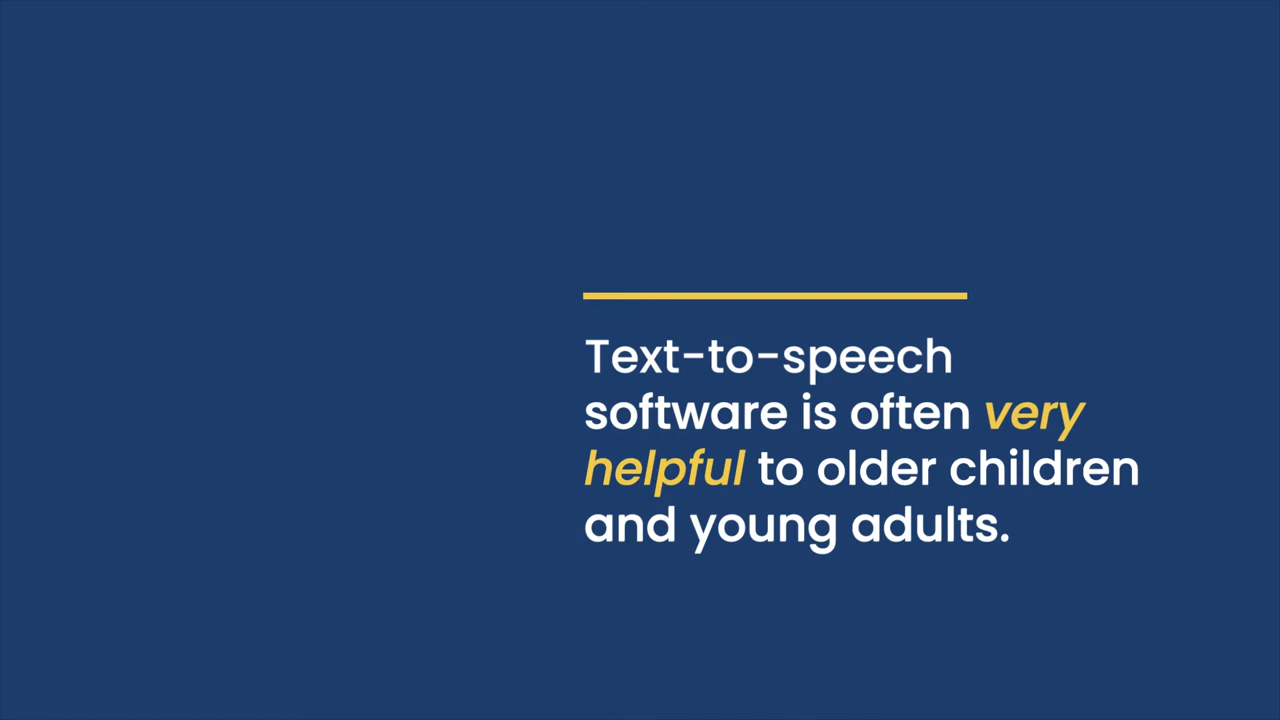 Text-to-speech
software is often very
helpful to older children
and young adults.